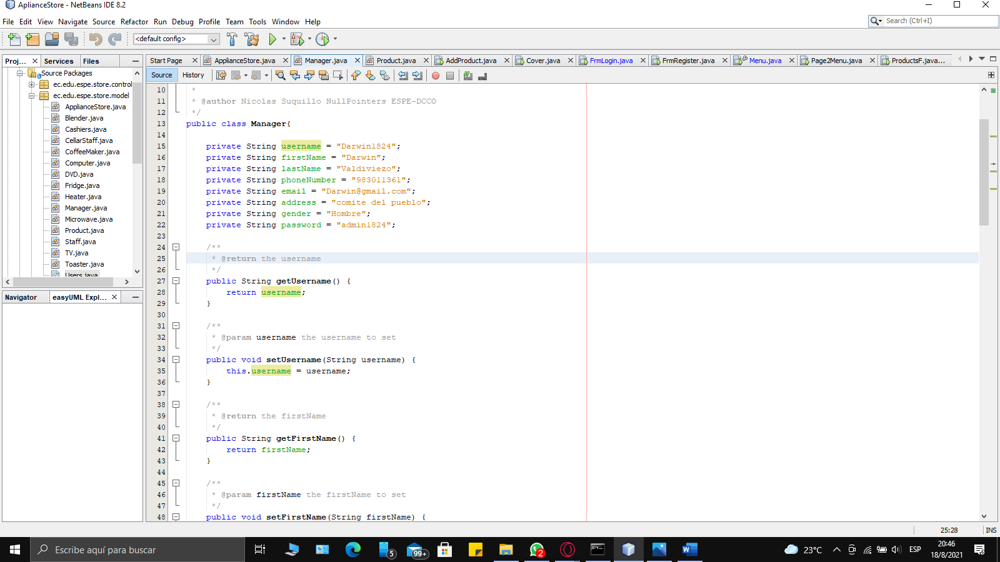 AplianceStore - NetBeans IDE 8.2
File Edit View Navigate Source Refactor Run Debug Profile Team Tools Window Help
Search (Ctrl+I)
<default config>
Proj... Services Files
Start Page ApplianceStore.java Manager.java Product.java AddProduct.java Cover.java FrmLogin.java FrmRegister.java Menu.java Page2Menu.java ProductsF.java...
Source History
Source Packages
ec.edu.espe.store.control
ec.edu.espe.store.model
ApplianceStore.java
Blender.java
Cashiers.java
CellarStaff.java
CoffeeMaker.java
Computer.java
DVD.java
Fridge.java
Heater.java
Manager.java
Microwave.java
Product.java
Staff.java
TV.java
Toaster.java
Users.java
Navigator easyUML Expl...
10 *
11 * @author Nicolas Suquillo NullPointers ESPE-DCCO
12 */
13 public class Manager{
14
15 private String username = "Darwin1824";
16 private String firstName = "Darwin";
17 private String lastName = "Valdiviezo";
18 private String phoneNumber = "983011361";
19 private String email = "Darwin@gmail.com";
20 private String address = "comite del pueblo";
21 private String gender = "Hombre";
22 private String password = "admin1824";
23
24 /**
25 * @return the username
26 */
27 public String getUsername() {
28 return username;
29 }
30
31 /**
32 * @param username the username to set
33 */
34 public void setUsername(String username) {
35 this.username = username;
36 }
37
38 /**
39 * @return the firstName
40 */
41 public String getFirstName() {
42 return firstName;
43 }
44
45 /**
46 * @param firstName the firstName to set
47 */
48 public void setFirstName(String firstName) {
25:28 INS
Escribe aquí para buscar
5
99+
2
23°C
ESP
20:46
18/8/2021